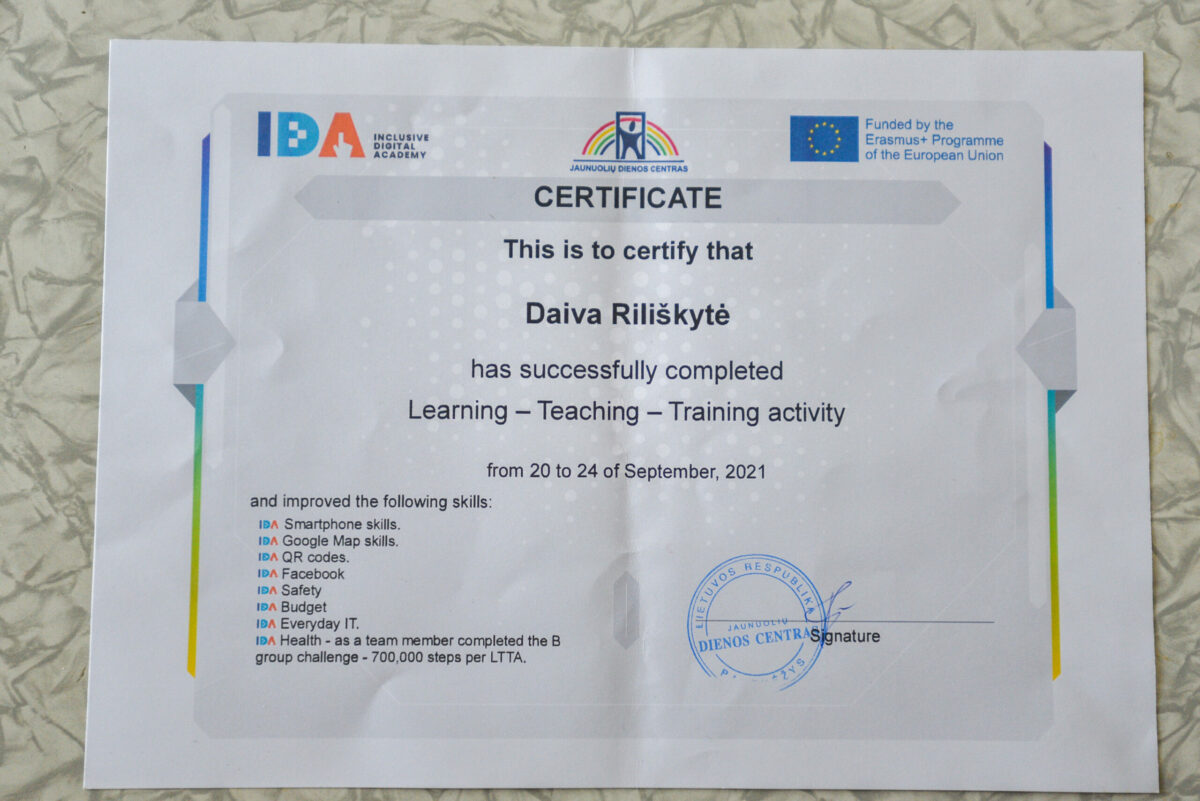 IDA INCLUSIVE
DIGITAL
ACADEMY
JAUNUOLIŲ DIENOS CENTRAS
Funded by the
Erasmus+ Programme
of the European Union
CERTIFICATE
This is to certify that
Daiva Riliškytė
has successfully completed
Learning – Teaching – Training activity
from 20 to 24 of September, 2021
and improved the following skills:
IDA Smartphone skills.
IDA Google Map skills.
IDA QR codes.
IDA Facebook
IDA Safety
IDA Budget
IDA Everyday IT.
IDA Health - as a team member completed the B
group challenge - 700,000 steps per LTTA.
LIETUVOS RESPUBLIKA
JAUNUOLIŲ
DIENOS CENTRAS
Signature